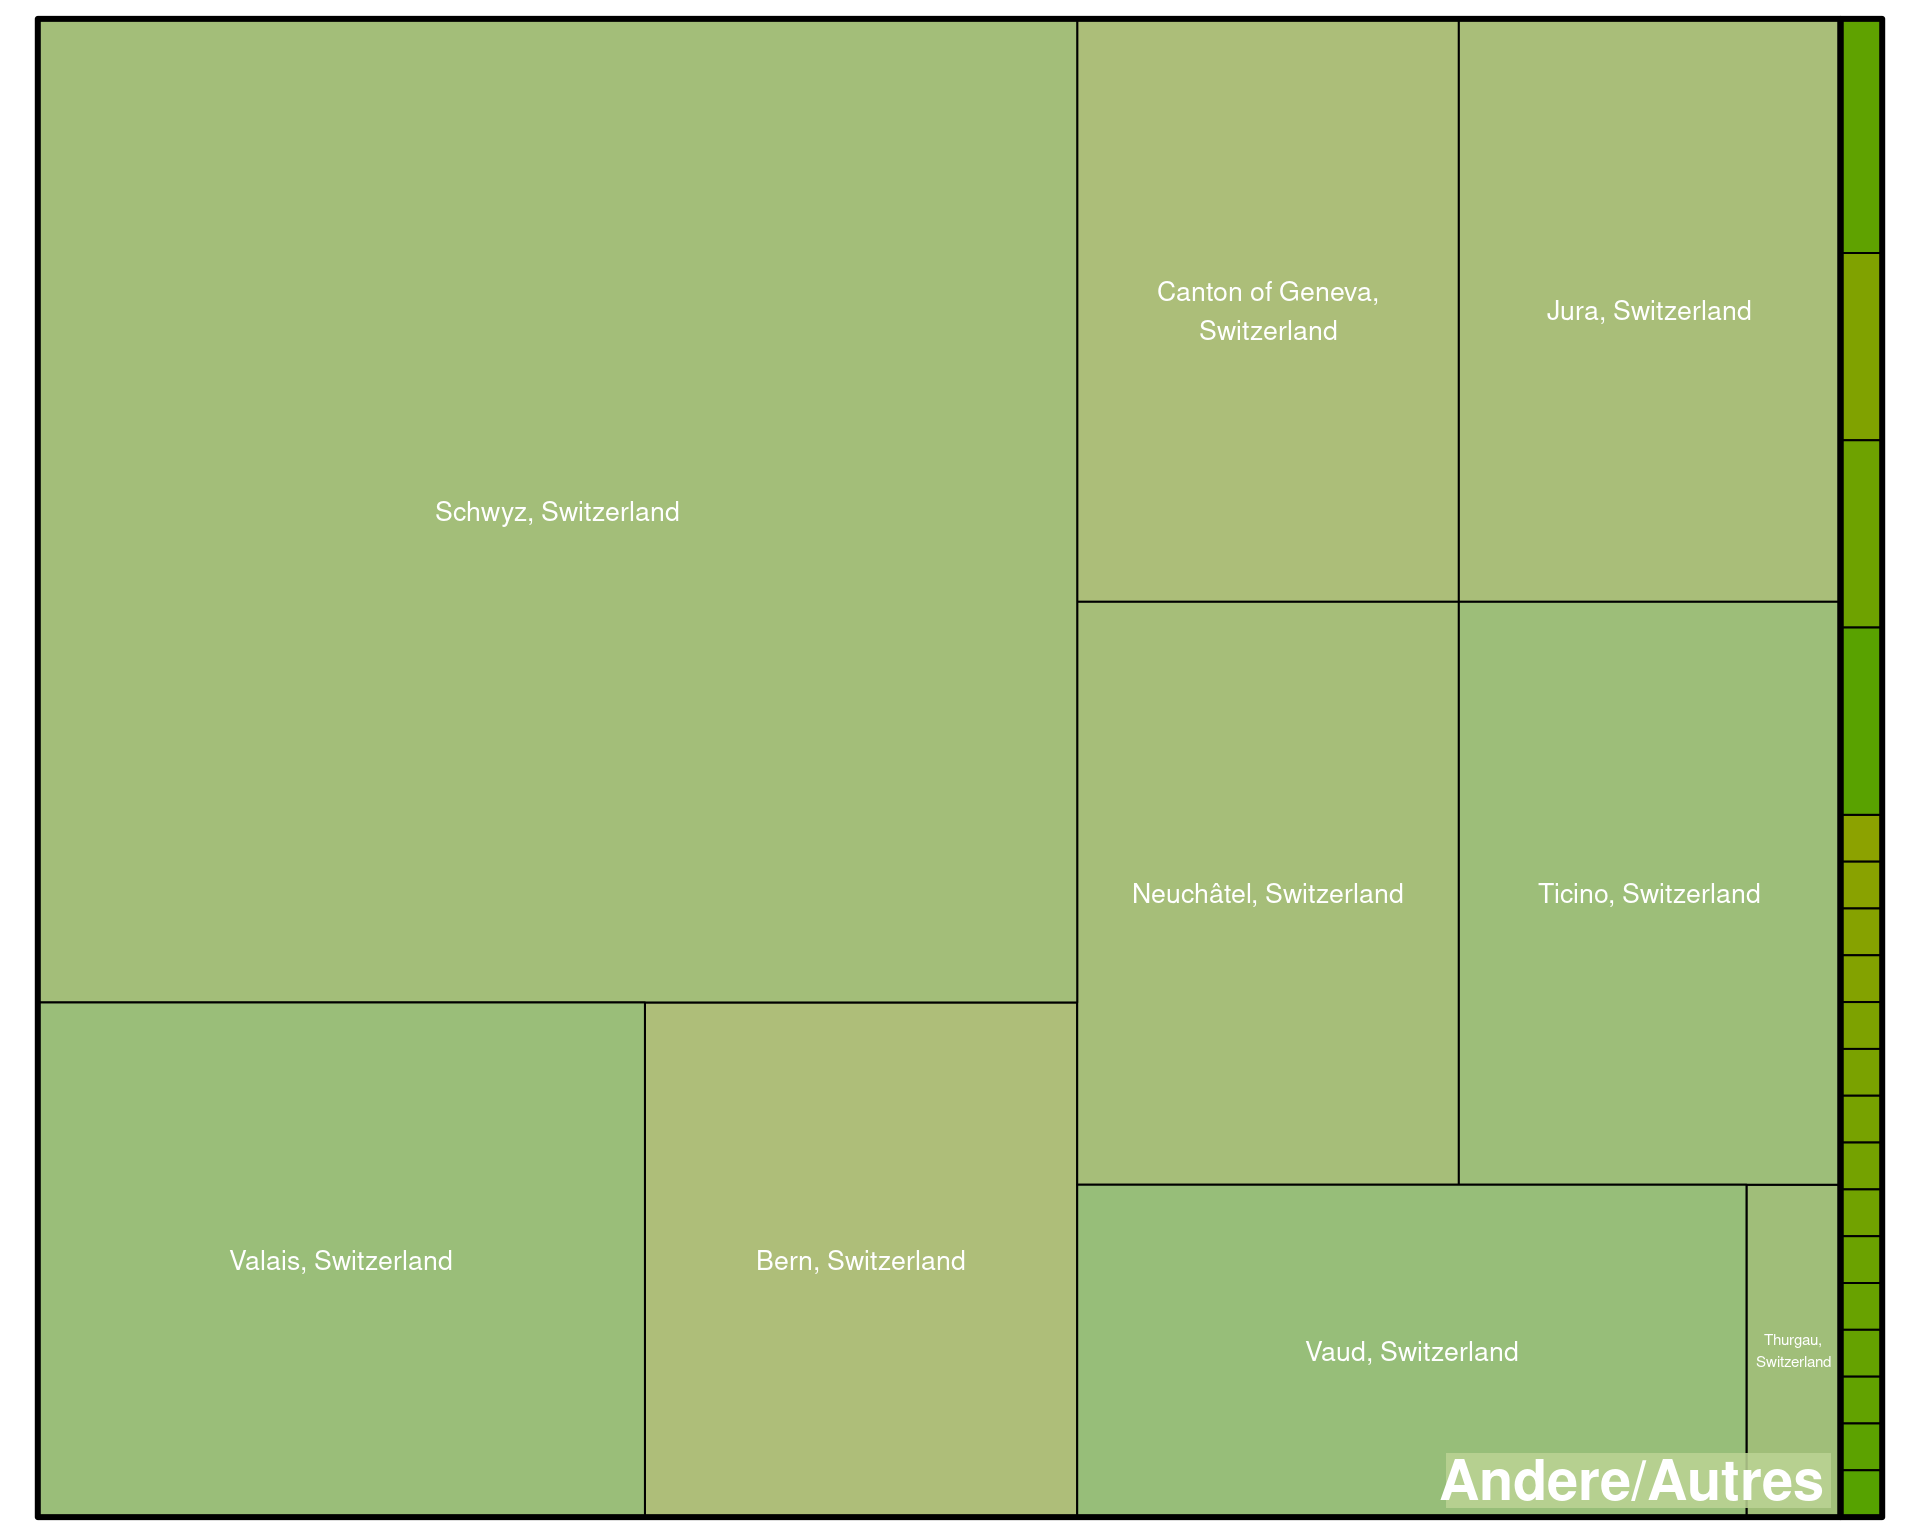 Schwyz, Switzerland
Canton of Geneva,
Switzerland
Jura, Switzerland
Neuchâtel, Switzerland
Ticino, Switzerland
Valais, Switzerland
Bern, Switzerland
Vaud, Switzerland
Thurgau,
Switzerland
Andere/Autres